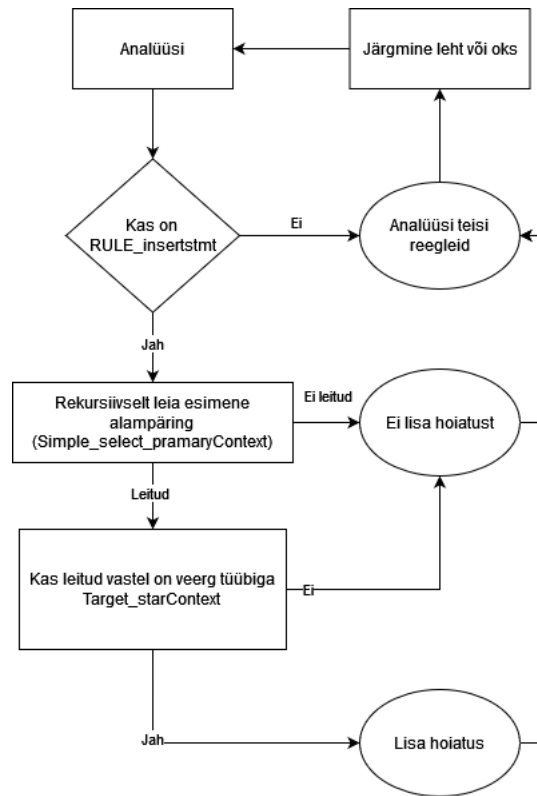 Analüüsi
Järgmine leht või oks
Kas on
RULE_insertstmt
Ei
Analüüsi teisi
reegleid
Jah
Rekursiivselt leia esimene
alampäring
(Simple_select_pramaryContext)
Ei leitud
Ei lisa hoiatust
Leitud
Kas leitud vastel on veerg tüübiga
Target_starContext
Ei
Jah
Lisa hoiatus